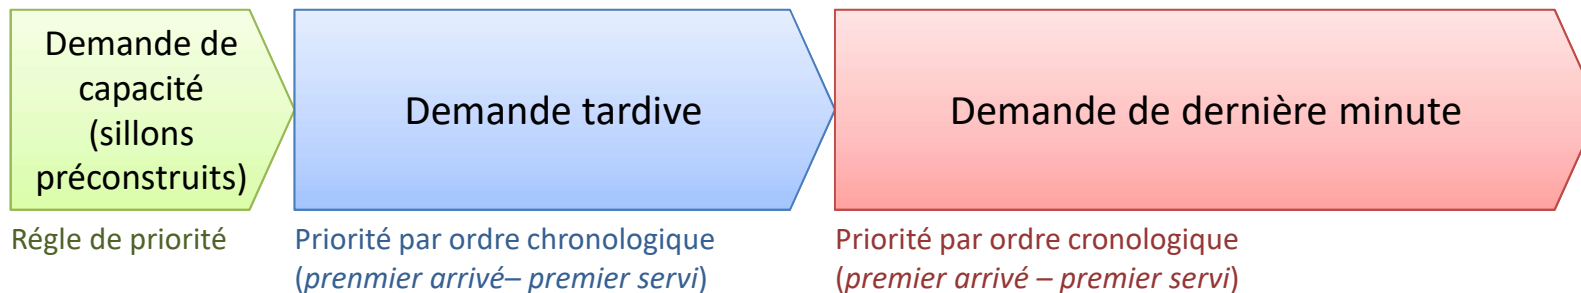 Demande de
capacité
(sillons
préconstruits)
Demande tardive
Demande de dernière minute
Régle de priorité
Priorité par ordre chronologique
(prenmier arrivé– premier servi)
Priorité par ordre cronologique
(premier arrivé – premier servi)